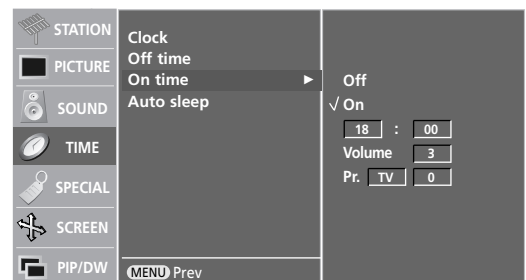 STATION
PICTURE
SOUND
TIME
SPECIAL
SCREEN
PIP/DW
Clock
Off time
On time ►
Auto sleep
MENU Prev
Off
√ On
18 : 00
Volume 3
Pr. TV 0